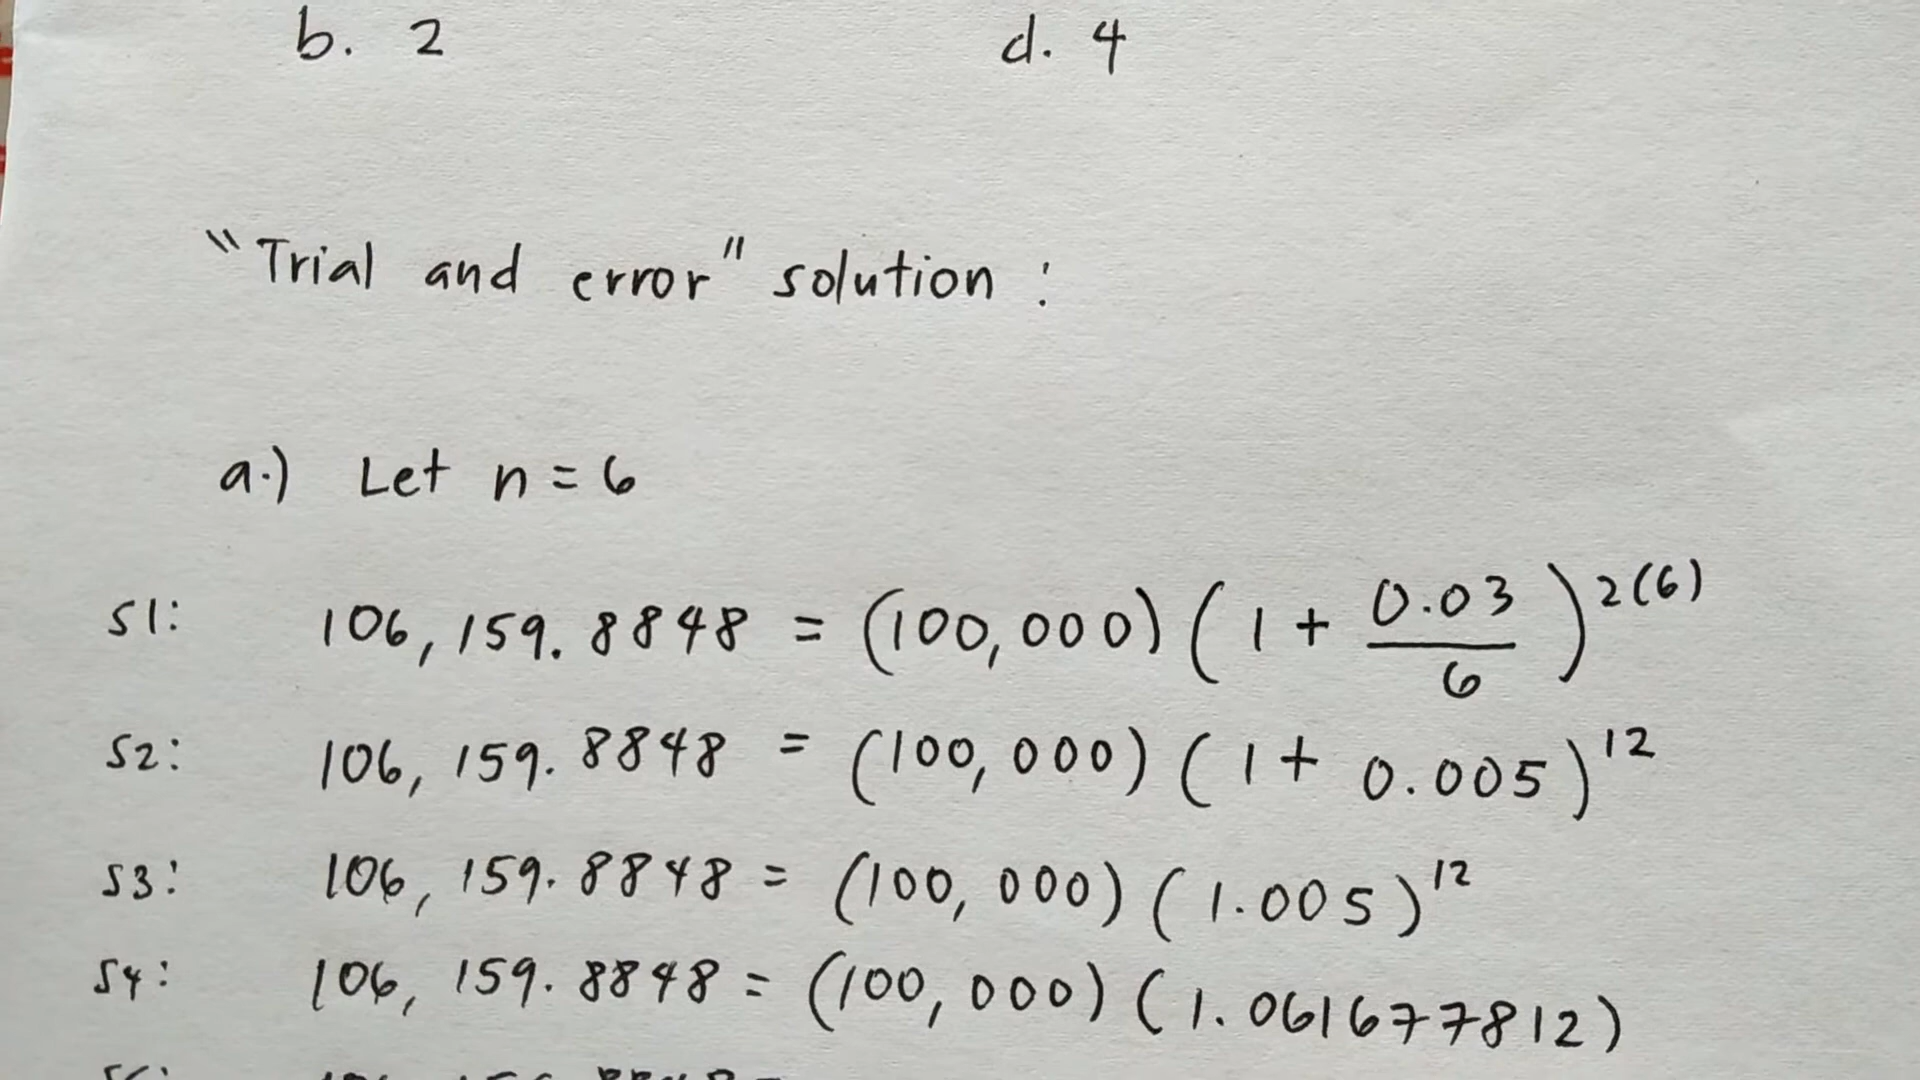 b. 2 d. 4
"Trial and error" solution :
a.) Let n = 6
S1: 106,159.8848 = (100,000) (1 + 0.03/6)^2(6)
S2: 106,159.8848 = (100,000) (1 + 0.005)^12
S3: 106,159.8848 = (100,000) (1.005)^12
S4: 106,159.8848 = (100,000) (1.061677812)